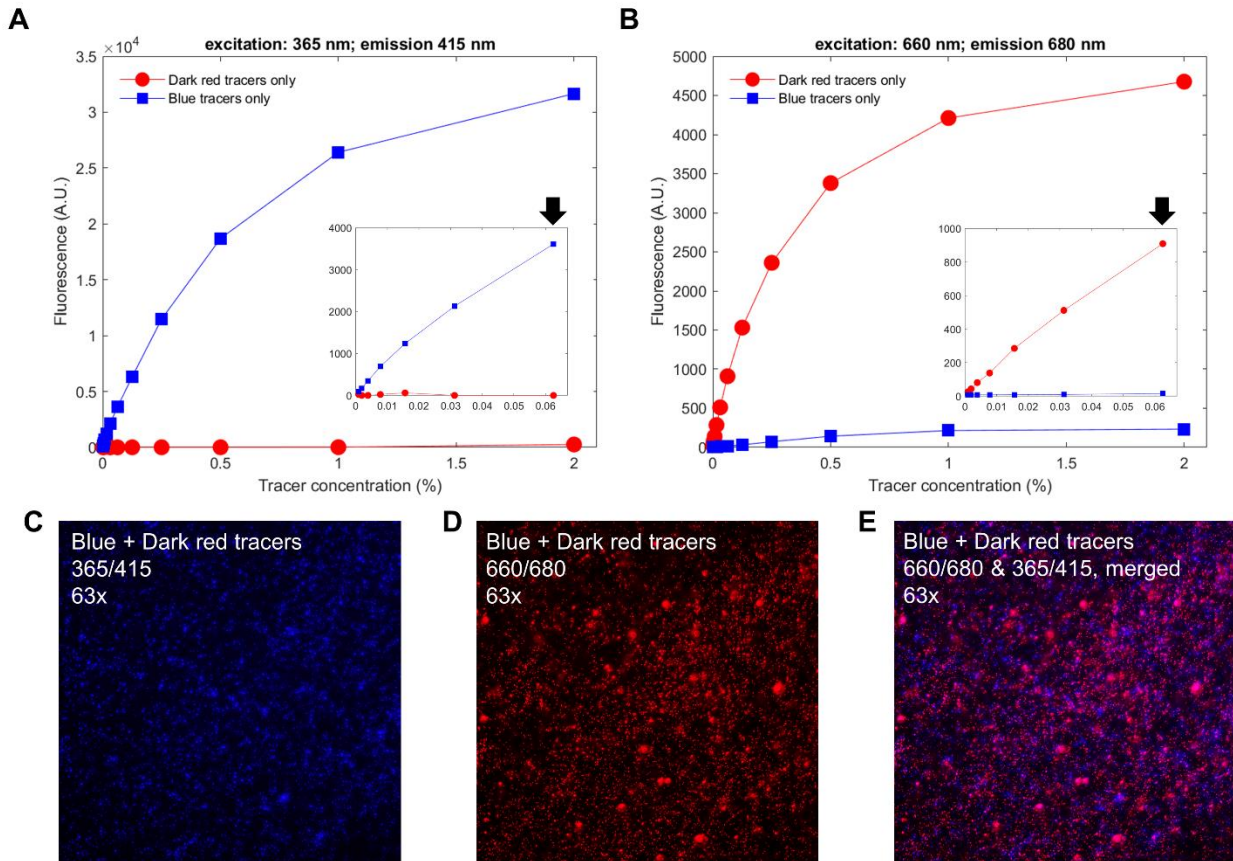 A
excitation: 365 nm; emission 415 nm
×10⁴
3.5
3
2.5
2
1.5
1
0.5
0
Fluorescence (A.U.)
Dark red tracers only
Blue tracers only
4000
3000
2000
1000
0
0 0.01 0.02 0.03 0.04 0.05 0.06
0 0.5 1 1.5 2
Tracer concentration (%)
B
excitation: 660 nm; emission 680 nm
5000
4500
4000
3500
3000
2500
2000
1500
1000
500
0
Fluorescence (A.U.)
Dark red tracers only
Blue tracers only
1000
800
600
400
200
0
0 0.01 0.02 0.03 0.04 0.05 0.06
0 0.5 1 1.5 2
Tracer concentration (%)
C
Blue + Dark red tracers
365/415
63x
D
Blue + Dark red tracers
660/680
63x
E
Blue + Dark red tracers
660/680 & 365/415, merged
63x